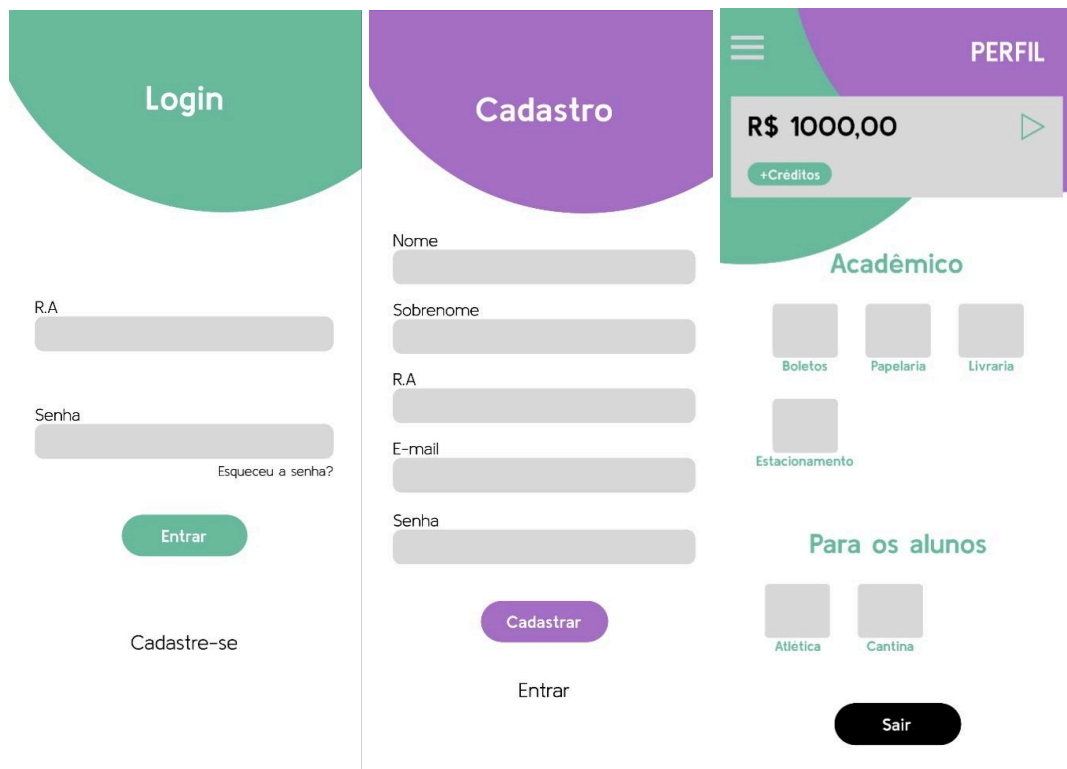 Login
R.A
Senha
Esqueceu a senha?
Entrar
Cadastre-se
Cadastro
Nome
Sobrenome
R.A
E-mail
Senha
Cadastrar
Entrar
PERFIL
R$ 1000,00
+Créditos
Acadêmico
Boletos Papelaria Livraria
Estacionamento
Para os alunos
Atlética Cantina
Sair